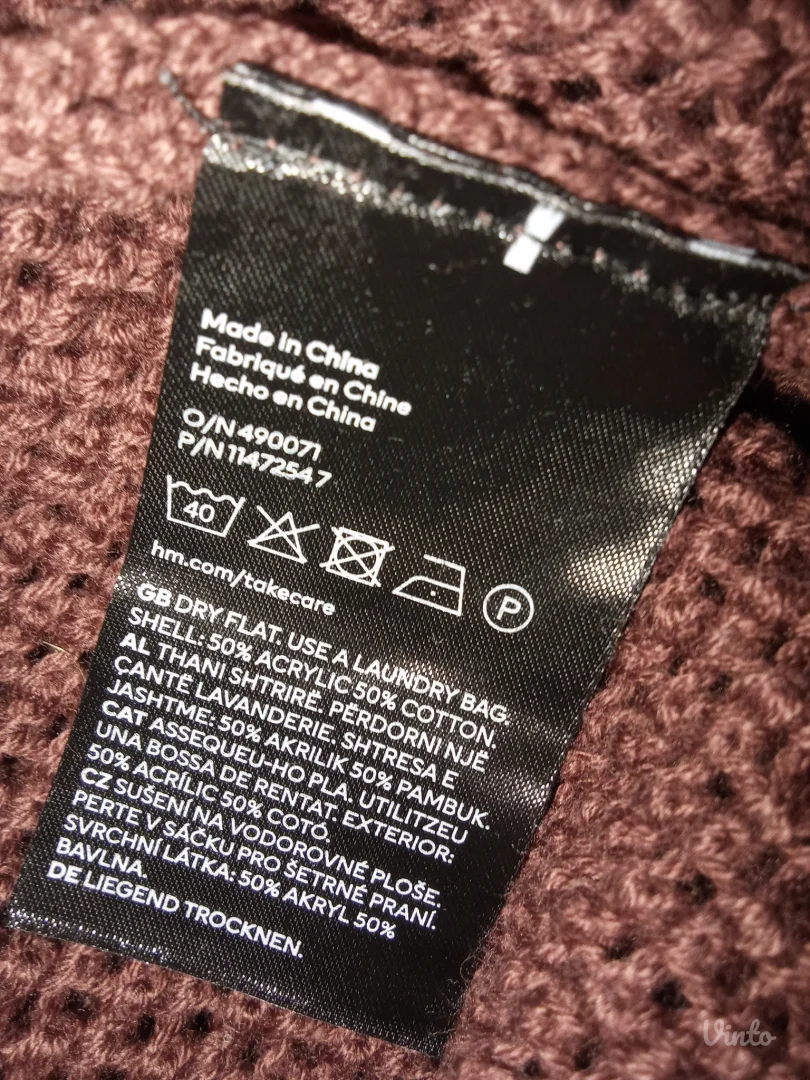 Made in China
Fabriqué en Chine
Hecho en China
O/N 490071
P/N 1147254 7
40
P
hm.com/takecare
GB DRY FLAT. USE A LAUNDRY BAG.
SHELL: 50% ACRYLIC 50% COTTON.
AL THANI SHTRIRË. PËRDORNI NJË
ÇANTË LAVANDERIE. SHTRESA E
JASHTME: 50% AKRILIK 50% PAMBUK.
CAT ASSEQUEU-HO PLA. UTILITZEU
UNA BOSSA DE RENTAT. EXTERIOR:
50% ACRÍLIC 50% COTÓ.
CZ SUŠENÍ NA VODOROVNÉ PLOŠE.
PERTE V SÁČKU PRO ŠETRNÉ PRANÍ.
SVRCHNÍ LÁTKA: 50% AKRYL 50%
BAVLNA.
DE LIEGEND TROCKNEN.
Vinto